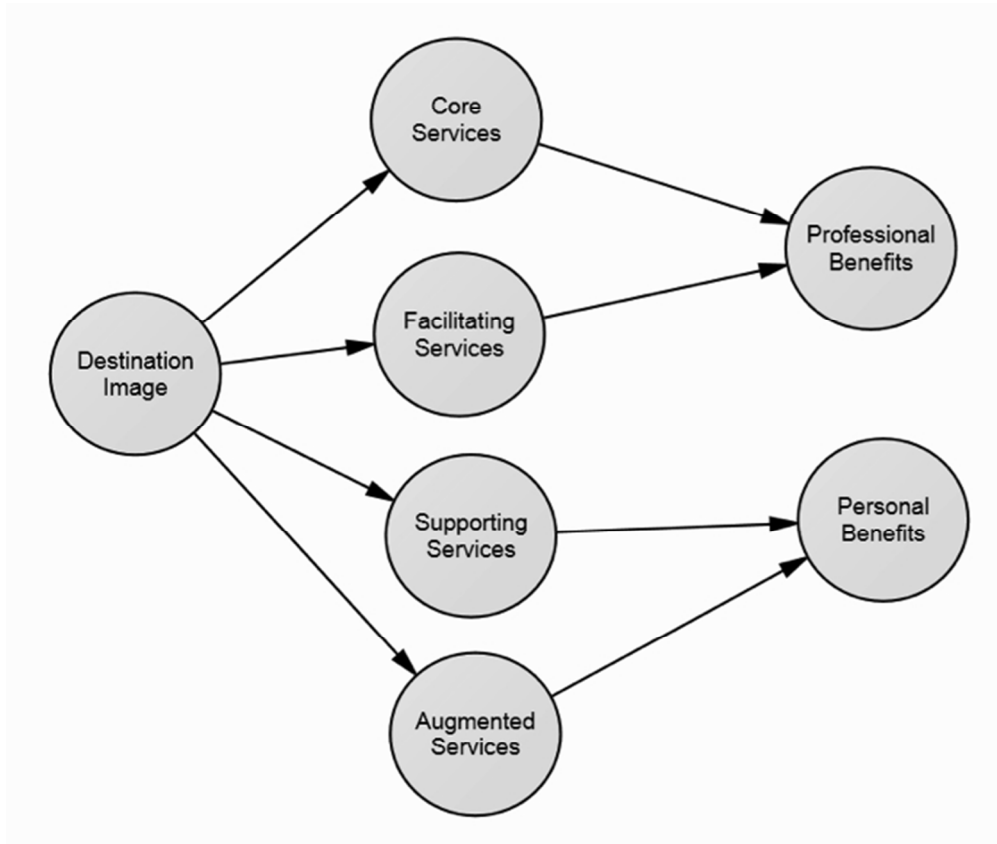 Core
Services
Professional
Benefits
Facilitating
Services
Destination
Image
Supporting
Services
Personal
Benefits
Augmented
Services